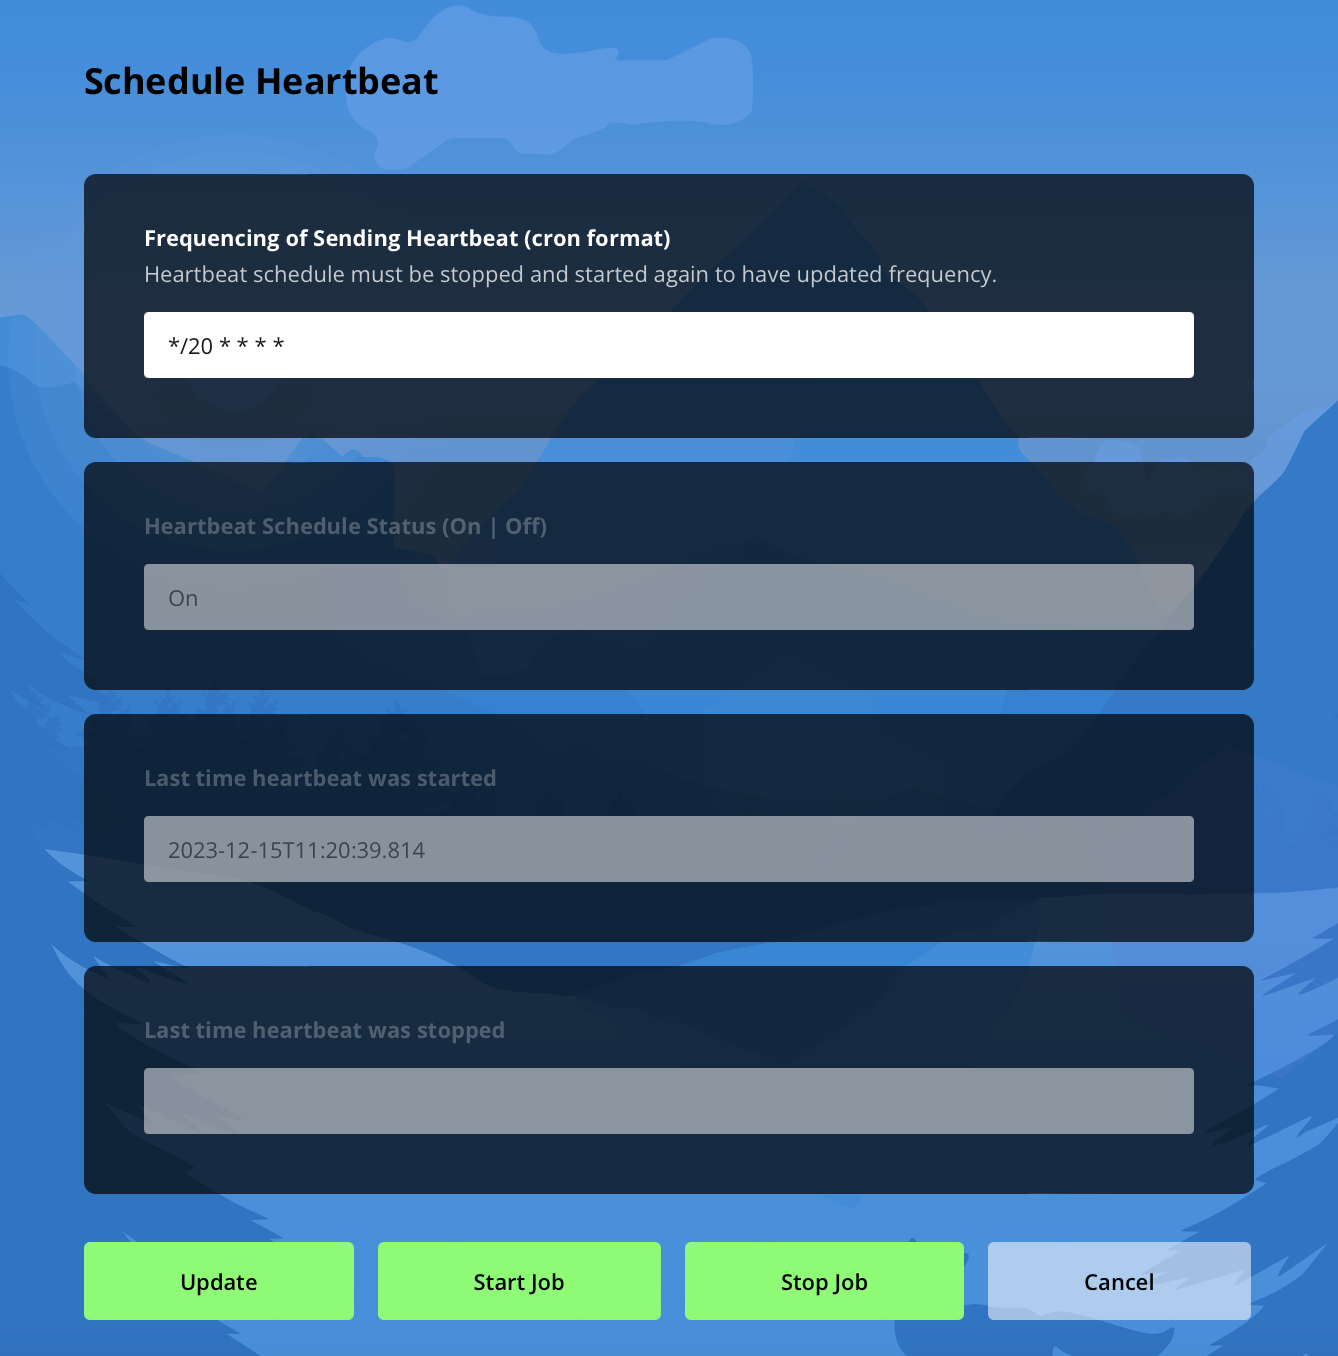 Schedule Heartbeat
Frequencing of Sending Heartbeat (cron format)
Heartbeat schedule must be stopped and started again to have updated frequency.
*/20 * * * *
Heartbeat Schedule Status (On | Off)
On
Last time heartbeat was started
2023-12-15T11:20:39.814
Last time heartbeat was stopped
Update
Start Job
Stop Job
Cancel